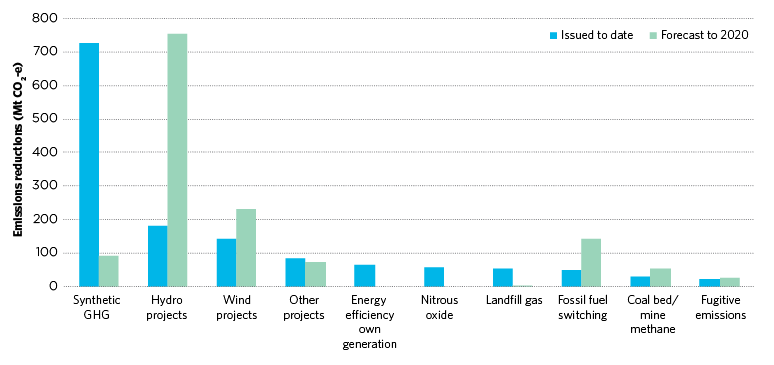 800
700
600
500
400
300
200
100
0
Emissions reductions (Mt CO₂-e)
Issued to date
Forecast to 2020
Synthetic
GHG
Hydro
projects
Wind
projects
Other
projects
Energy
efficiency
own
generation
Nitrous
oxide
Landfill gas
Fossil fuel
switching
Coal bed/
mine
methane
Fugitive
emissions